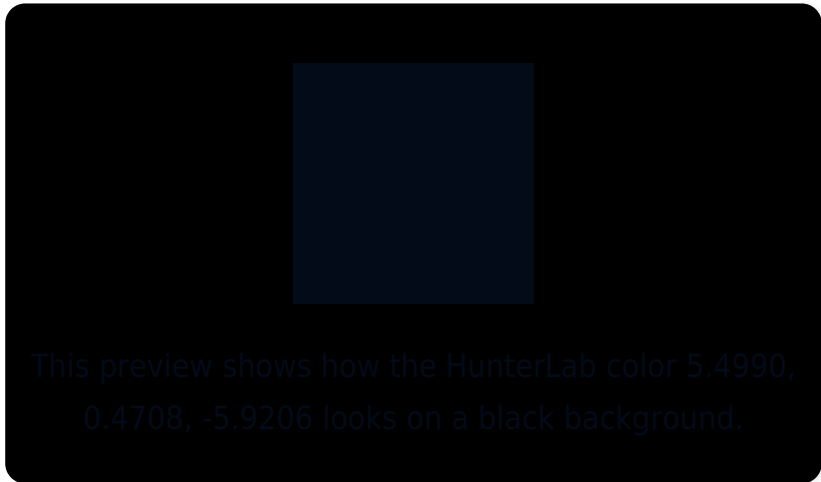 This preview shows how the HunterLab color 5.4990,
0.4708, -5.9206 looks on a black background.